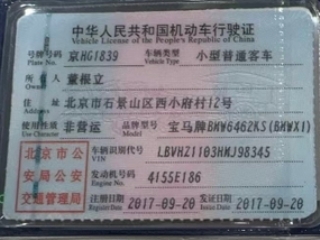 中华人民共和国机动车行驶证
Vehicle License of the People's Republic of China
号牌号码 京HG1839 车辆类型 小型普通客车
Plate No. Vehicle Type
所有人 董根立
Owner
住址 北京市石景山区西小府村12号
Address
使用性质 非营运 品牌型号 宝马牌BMW6462KS(BMWX1)
Use Character Model
北京市公 车辆识别代号 LBVHZ1103HMJ98345
VIN
安局公安 发动机号码 4155E186
Engine No.
交通管理局 注册日期 2017-09-20 发证日期 2017-09-20
Register Date Issue Date